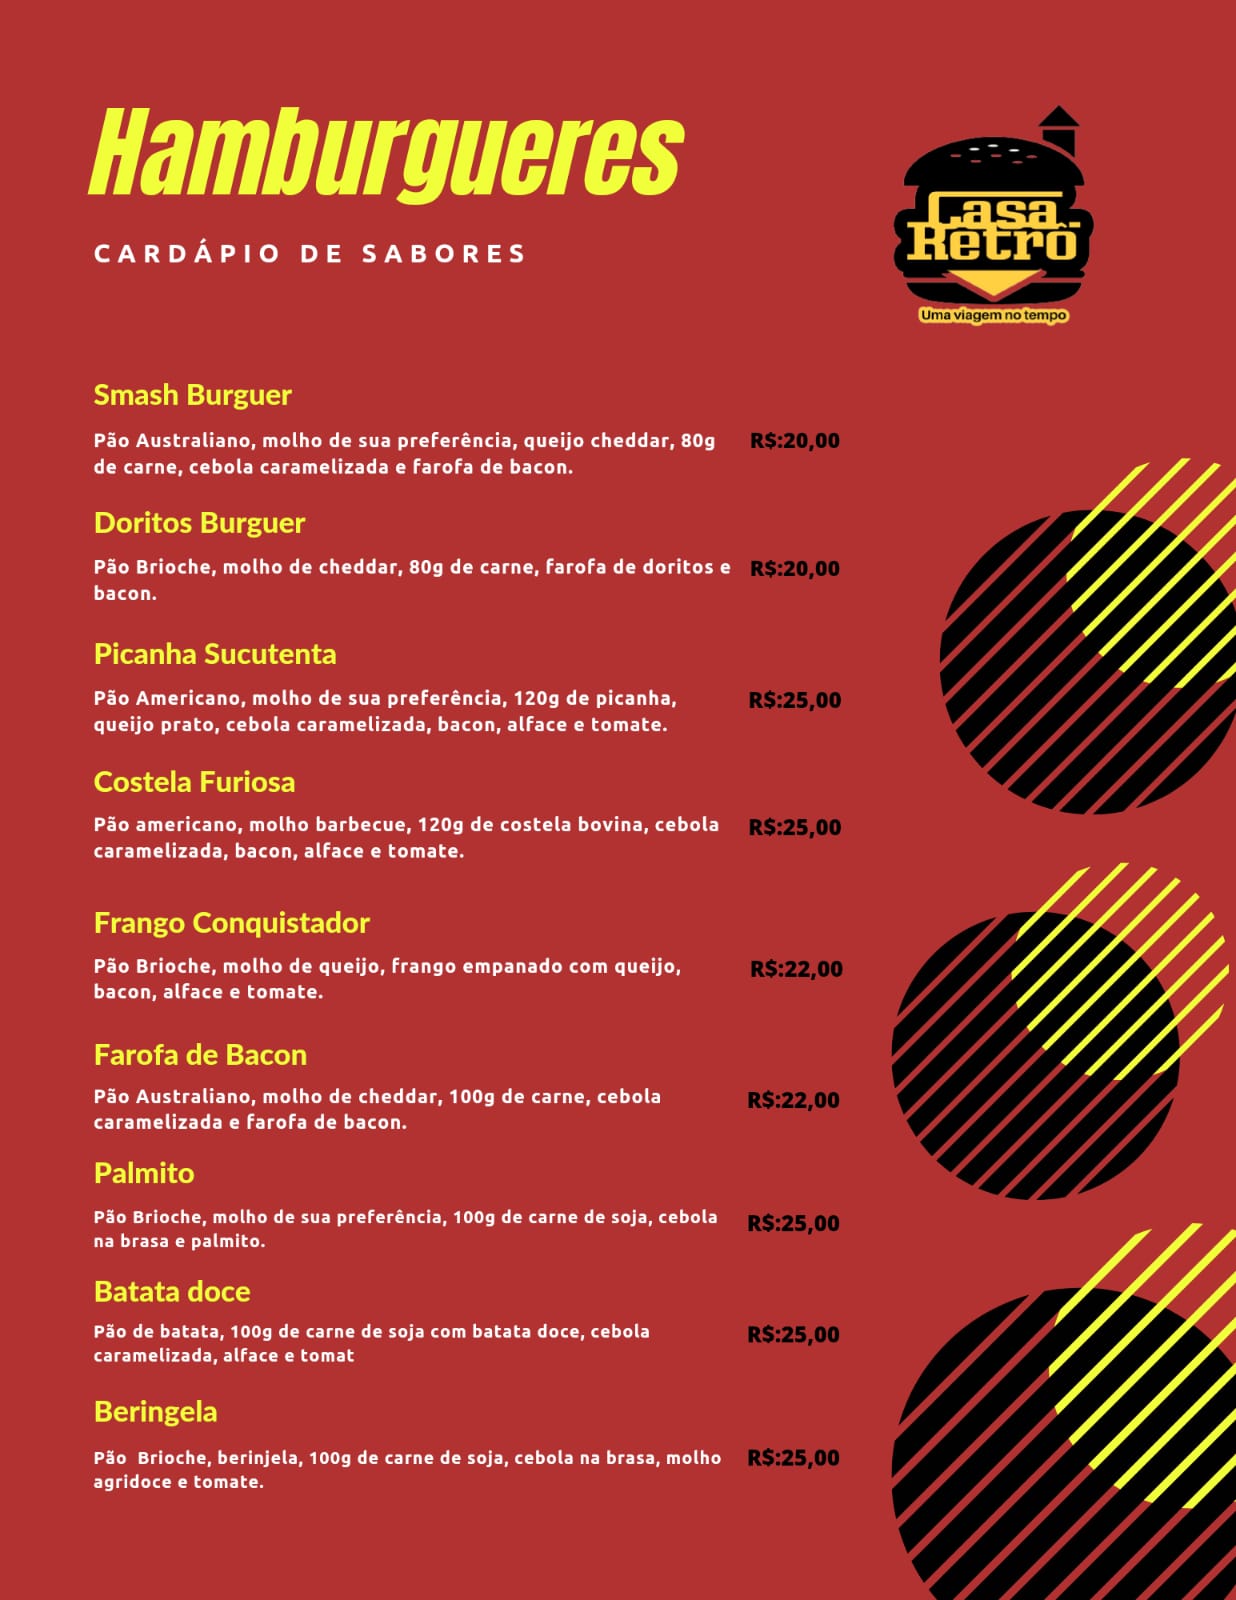 Hamburgueres
CARDÁPIO DE SABORES
Casa
Retrô
Uma viagem no tempo
Smash Burguer
Pão Australiano, molho de sua preferência, queijo cheddar, 80g
de carne, cebola caramelizada e farofa de bacon.
R$:20,00
Doritos Burguer
Pão Brioche, molho de cheddar, 80g de carne, farofa de doritos e
bacon.
R$:20,00
Picanha Sucutenta
Pão Americano, molho de sua preferência, 120g de picanha,
queijo prato, cebola caramelizada, bacon, alface e tomate.
R$:25,00
Costela Furiosa
Pão americano, molho barbecue, 120g de costela bovina, cebola
caramelizada, bacon, alface e tomate.
R$:25,00
Frango Conquistador
Pão Brioche, molho de queijo, frango empanado com queijo,
bacon, alface e tomate.
R$:22,00
Farofa de Bacon
Pão Australiano, molho de cheddar, 100g de carne, cebola
caramelizada e farofa de bacon.
R$:22,00
Palmito
Pão Brioche, molho de sua preferência, 100g de carne de soja, cebola
na brasa e palmito.
R$:25,00
Batata doce
Pão de batata, 100g de carne de soja com batata doce, cebola
caramelizada, alface e tomat
R$:25,00
Beringela
Pão  Brioche, berinjela, 100g de carne de soja, cebola na brasa, molho
agridoce e tomate.
R$:25,00